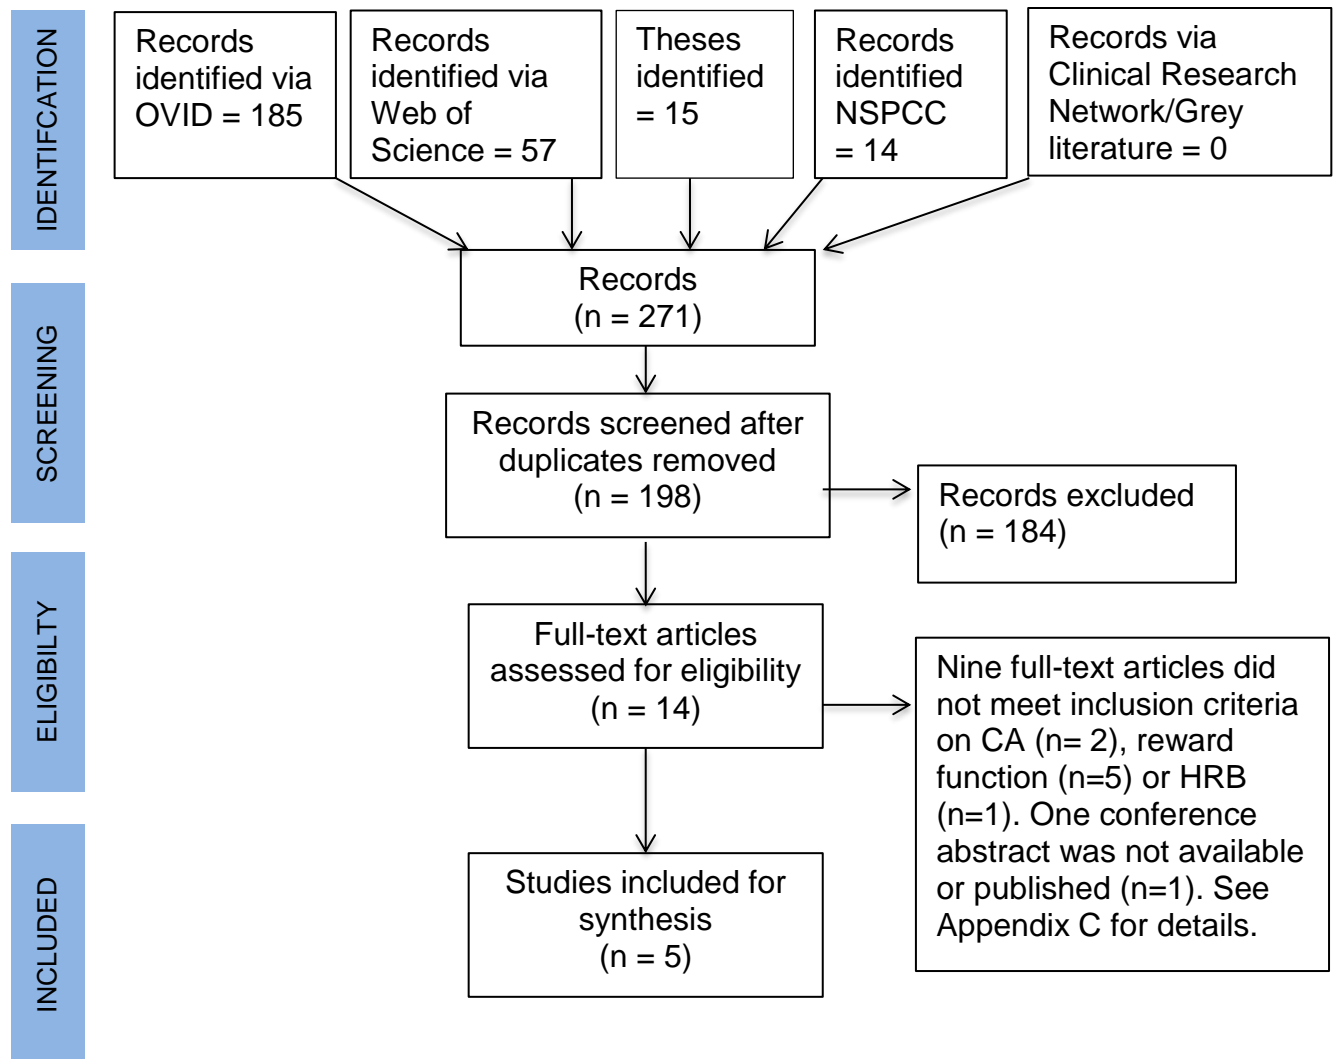 IDENTIFCATION
Records
identified via
OVID = 185
Records
identified via
Web of
Science = 57
Theses
identified
= 15
Records
identified
NSPCC
= 14
Records via
Clinical Research
Network/Grey
literature = 0
Records
(n = 271)
SCREENING
Records screened after
duplicates removed
(n = 198)
Records excluded
(n = 184)
ELIGIBILTY
Full-text articles
assessed for eligibility
(n = 14)
Nine full-text articles did
not meet inclusion criteria
on CA (n= 2), reward
function (n=5) or HRB
(n=1). One conference
abstract was not available
or published (n=1). See
Appendix C for details.
INCLUDED
Studies included for
synthesis
(n = 5)